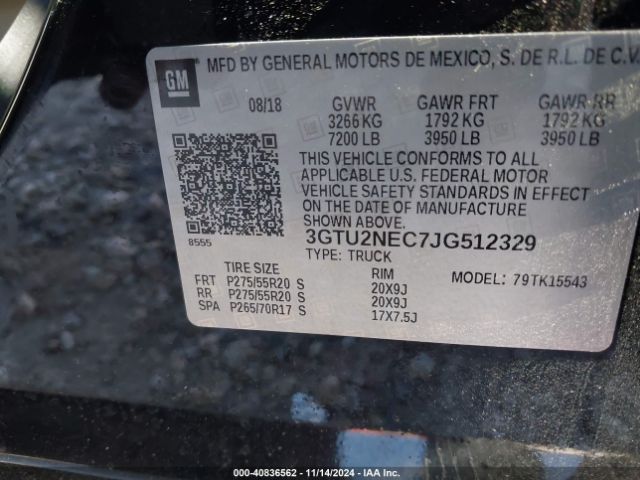 GM
MFD BY GENERAL MOTORS DE MEXICO, S. DE R.L. DE C.V.
08/18 GVWR GAWR FRT GAWR RR
3266 KG 1792 KG 1792 KG
7200 LB 3950 LB 3950 LB
THIS VEHICLE CONFORMS TO ALL
APPLICABLE U.S. FEDERAL MOTOR
VEHICLE SAFETY STANDARDS IN EFFECT
ON THE DATE OF MANUFACTURE
SHOWN ABOVE.
8555
3GTU2NEC7JG512329
TYPE: TRUCK
TIRE SIZE RIM MODEL: 79TK15543
FRT P275/55R20 S 20X9J
RR P275/55R20 S 20X9J
SPA P265/70R17 S 17X7.5J
000-40836562 — 11/14/2024 — IAA Inc.